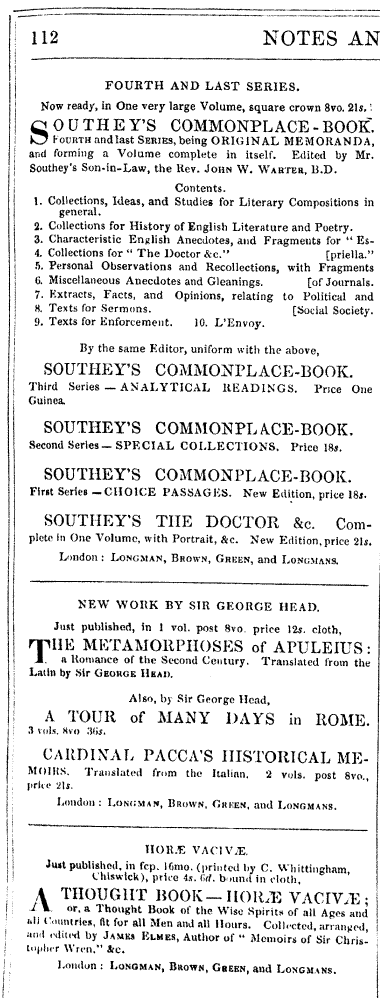 112 NOTES AN
FOURTH AND LAST SERIES.
Now ready, in One very large Volume, square crown 8vo. 21s.
SOUTHEY'S COMMONPLACE-BOOK.
FOURTH and last SERIES, being ORIGINAL MEMORANDA,
and forming a Volume complete in itself. Edited by Mr.
Southey's Son-in-Law, the Rev. JOHN W. WARTER, B.D.
Contents.
1. Collections, Ideas, and Studies for Literary Compositions in
general.
2. Collections for History of English Literature and Poetry.
3. Characteristic English Anecdotes, and Fragments for "Es-
4. Collections for "The Doctor &c." [priella."
5. Personal Observations and Recollections, with Fragments
6. Miscellaneous Anecdotes and Gleanings. [of Journals.
7. Extracts, Facts, and Opinions, relating to Political and
8. Texts for Sermons. [Social Society.
9. Texts for Enforcement. 10. L'Envoy.
By the same Editor, uniform with the above,
SOUTHEY'S COMMONPLACE-BOOK.
Third Series — ANALYTICAL READINGS. Price One
Guinea.
SOUTHEY'S COMMONPLACE-BOOK.
Second Series — SPECIAL COLLECTIONS. Price 18s.
SOUTHEY'S COMMONPLACE-BOOK.
First Series — CHOICE PASSAGES. New Edition, price 18s.
SOUTHEY'S THE DOCTOR &c. Com-
plete in One Volume, with Portrait, &c. New Edition, price 21s.
London: LONGMAN, BROWN, GREEN, and LONGMANS.
NEW WORK BY SIR GEORGE HEAD.
Just published, in 1 vol. post 8vo. price 12s. cloth,
THE METAMORPHOSES of APULEIUS:
a Romance of the Second Century. Translated from the
Latin by Sir GEORGE HEAD.
Also, by Sir George Head,
A TOUR of MANY DAYS in ROME.
3 vols. 8vo 36s.
CARDINAL PACCA'S HISTORICAL ME-
MOIRS. Translated from the Italian. 2 vols. post 8vo.,
price 21s.
London: LONGMAN, BROWN, GREEN, and LONGMANS.
HORÆ VACIVÆ.
Just published, in fcp. 16mo. (printed by C. Whittingham,
Chiswick), price 4s. 6d. bound in cloth,
A THOUGHT BOOK — HORÆ VACIVÆ;
or, a Thought Book of the Wise Spirits of all Ages and
all Countries, fit for all Men and all Hours. Collected, arranged,
and edited by JAMES ELMES, Author of "Memoirs of Sir Chris-
topher Wren," &c.
London: LONGMAN, BROWN, GREEN, and LONGMANS.